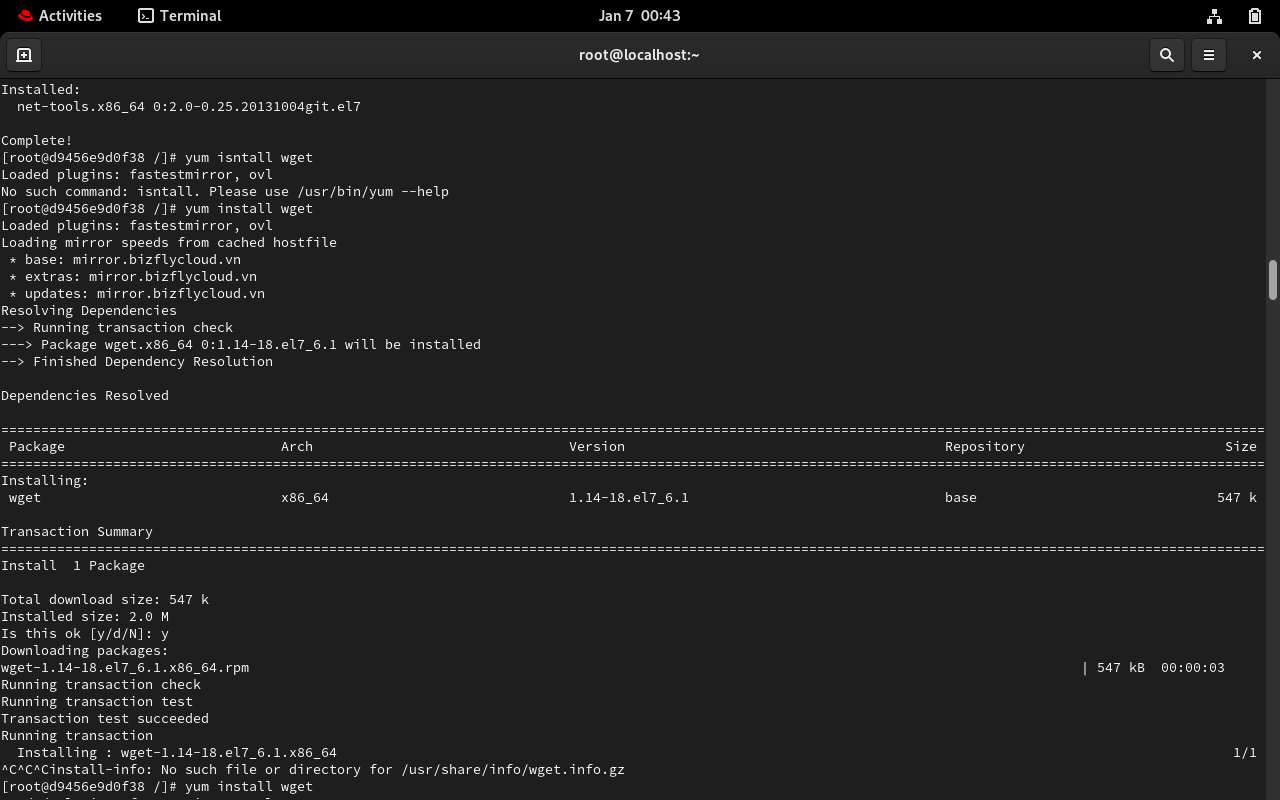 Activities Terminal Jan 7 00:43
root@localhost:~
Installed:
  net-tools.x86_64 0:2.0-0.25.20131004git.el7
Complete!
[root@d9456e9d0f38 /]# yum isntall wget
Loaded plugins: fastestmirror, ovl
No such command: isntall. Please use /usr/bin/yum --help
[root@d9456e9d0f38 /]# yum install wget
Loaded plugins: fastestmirror, ovl
Loading mirror speeds from cached hostfile
 * base: mirror.bizflycloud.vn
 * extras: mirror.bizflycloud.vn
 * updates: mirror.bizflycloud.vn
Resolving Dependencies
--> Running transaction check
---> Package wget.x86_64 0:1.14-18.el7_6.1 will be installed
--> Finished Dependency Resolution
Dependencies Resolved
================================================================================
 Package Arch Version Repository Size
================================================================================
Installing:
 wget x86_64 1.14-18.el7_6.1 base 547 k
Transaction Summary
================================================================================
Install  1 Package
Total download size: 547 k
Installed size: 2.0 M
Is this ok [y/d/N]: y
Downloading packages:
wget-1.14-18.el7_6.1.x86_64.rpm | 547 kB  00:00:03
Running transaction check
Running transaction test
Transaction test succeeded
Running transaction
  Installing : wget-1.14-18.el7_6.1.x86_64 1/1
^C^C^Cinstall-info: No such file or directory for /usr/share/info/wget.info.gz
[root@d9456e9d0f38 /]# yum install wget